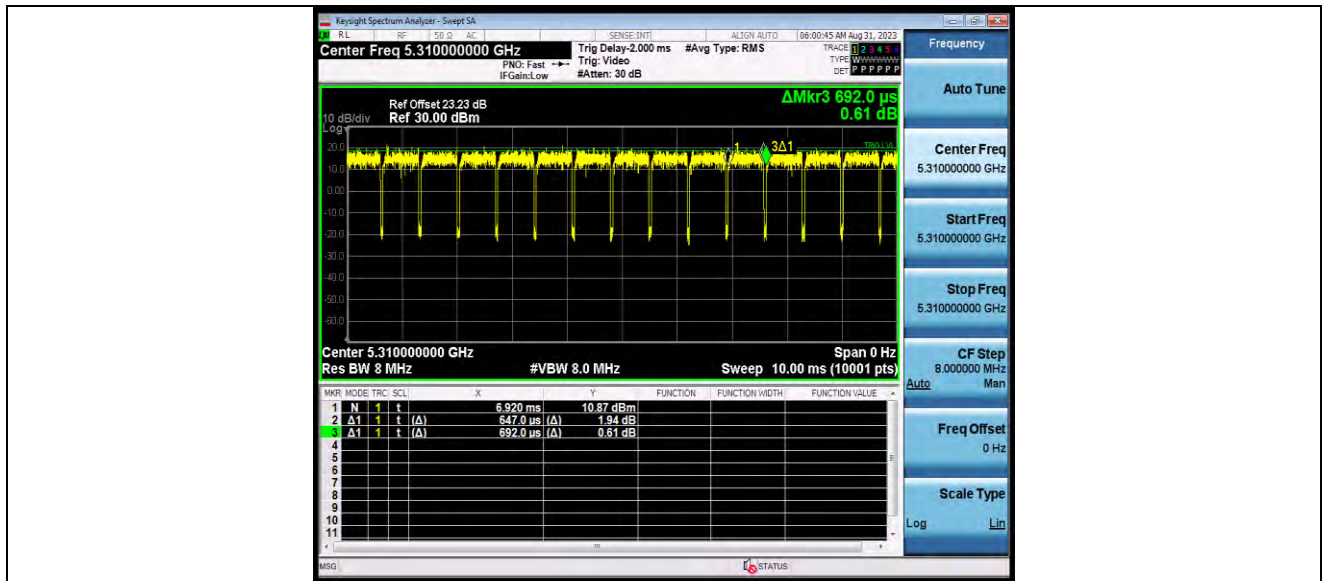 Keysight Spectrum Analyzer - Swept SA
RL RF 50 Ω AC SENSE:INT ALIGN AUTO 06:00:45 AM Aug 31, 2023
Center Freq 5.310000000 GHz
PNO: Fast
IFGain:Low
Trig Delay-2.000 ms
Trig: Video
#Atten: 30 dB
#Avg Type: RMS
TRACE 1 2 3 4 5 6
TYPE WWWWWW
DET P P P P P P
Ref Offset 23.23 dB
10 dB/div Ref 30.00 dBm
Log
ΔMkr3 692.0 µs
0.61 dB
20.0
10.0
0.00
-10.0
-20.0
-30.0
-40.0
-50.0
-60.0
1
3Δ1
TRIG LVL
Center 5.310000000 GHz Span 0 Hz
Res BW 8 MHz #VBW 8.0 MHz Sweep 10.00 ms (10001 pts)
MKR MODE TRC SCL X Y FUNCTION FUNCTION WIDTH FUNCTION VALUE
1 N 1 t 6.920 ms 10.87 dBm
2 Δ1 1 t (Δ) 647.0 µs (Δ) 1.94 dB
3 Δ1 1 t (Δ) 692.0 µs (Δ) 0.61 dB
4
5
6
7
8
9
10
11
MSG STATUS
Frequency
Auto Tune
Center Freq
5.310000000 GHz
Start Freq
5.310000000 GHz
Stop Freq
5.310000000 GHz
CF Step
8.000000 MHz
Auto Man
Freq Offset
0 Hz
Scale Type
Log Lin